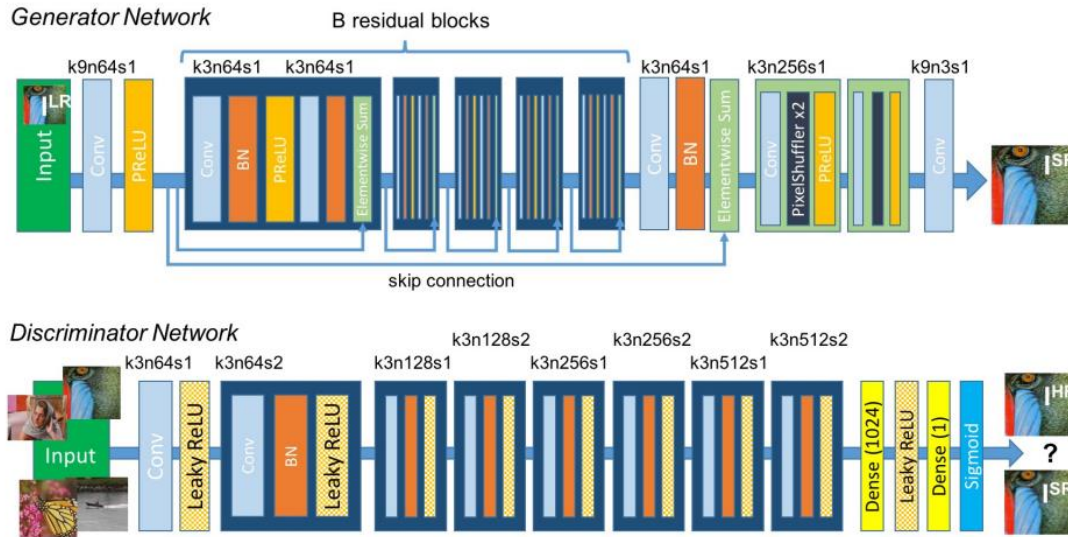 Generator Network
B residual blocks
k9n64s1
k3n64s1 k3n64s1
k3n64s1
k3n256s1
k9n3s1
I LR
Input
Conv
PReLU
Conv
BN
PReLU
Elementwise Sum
Conv
BN
Elementwise Sum
Conv
PixelShuffler x2
PReLU
Conv
I SR
skip connection
Discriminator Network
k3n128s2 k3n256s2 k3n512s2
k3n64s1 k3n64s2 k3n128s1 k3n256s1 k3n512s1
Input
Conv
Leaky ReLU
Conv
BN
Leaky ReLU
Dense (1024)
Leaky ReLU
Dense (1)
Sigmoid
I HR
?
I SR